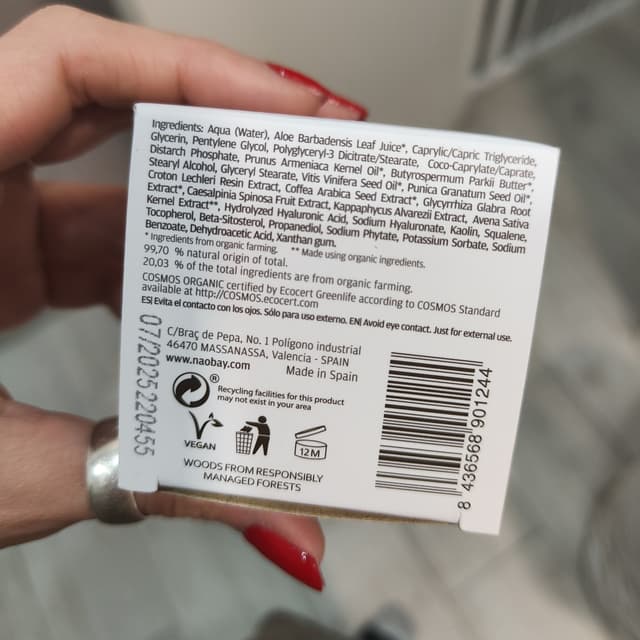 Ingredients: Aqua (Water), Aloe Barbadensis Leaf Juice*, Caprylic/Capric Triglyceride,
Glycerin, Pentylene Glycol, Polyglyceryl-3 Dicitrate/Stearate, Coco-Caprylate/Caprate,
Distarch Phosphate, Prunus Armeniaca Kernel Oil*, Butyrospermum Parkii Butter*,
Stearyl Alcohol, Glyceryl Stearate, Vitis Vinifera Seed Oil*, Punica Granatum Seed Oil*,
Croton Lechleri Resin Extract, Coffea Arabica Seed Extract*, Glycyrrhiza Glabra Root
Extract*, Caesalpinia Spinosa Fruit Extract, Kappaphycus Alvarezii Extract, Avena Sativa
Kernel Extract**, Hydrolyzed Hyaluronic Acid, Sodium Hyaluronate, Kaolin, Squalene,
Tocopherol, Beta-Sitosterol, Propanediol, Sodium Phytate, Potassium Sorbate, Sodium
Benzoate, Dehydroacetic Acid, Xanthan gum.
* Ingredients from organic farming. ** Made using organic ingredients.
99,70 % natural origin of total.
20,03 % of the total ingredients are from organic farming.
COSMOS ORGANIC certified by Ecocert Greenlife according to COSMOS Standard
available at http://COSMOS.ecocert.com
ES| Evita el contacto con los ojos. Sólo para uso externo. EN| Avoid eye contact. Just for external use.
C/Braç de Pepa, No. 1 Polígono industrial
46470 MASSANASSA, Valencia - SPAIN
www.naobay.com Made in Spain
®
Recycling facilities for this product
may not exist in your area
VEGAN
12 M
WOODS FROM RESPONSIBLY
MANAGED FORESTS
07/2025220455
8 436568 901244